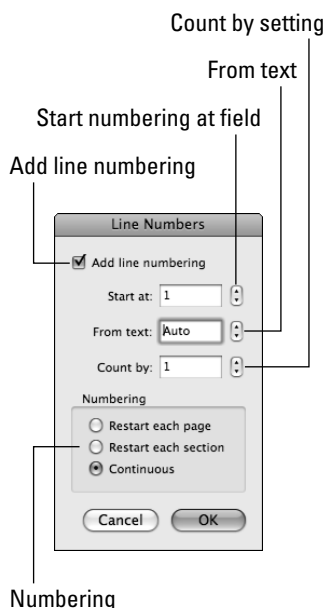 Count by setting
From text
Start numbering at field
Add line numbering
Line Numbers
Add line numbering
Start at: 1
From text: Auto
Count by: 1
Numbering
Restart each page
Restart each section
Continuous
Cancel OK
Numbering